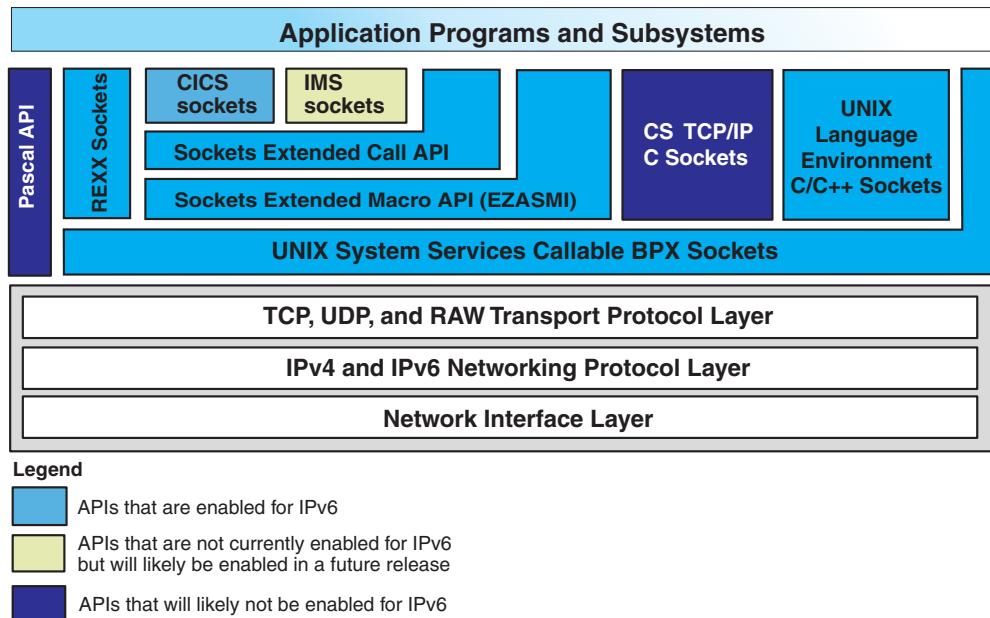 Application Programs and Subsystems
Pascal API
REXX Sockets
CICS
sockets
IMS
sockets
Sockets Extended Call API
Sockets Extended Macro API (EZASMI)
CS TCP/IP
C Sockets
UNIX
Language
Environment
C/C++ Sockets
UNIX System Services Callable BPX Sockets
TCP, UDP, and RAW Transport Protocol Layer
IPv4 and IPv6 Networking Protocol Layer
Network Interface Layer
Legend
APIs that are enabled for IPv6
APIs that are not currently enabled for IPv6
but will likely be enabled in a future release
APIs that will likely not be enabled for IPv6